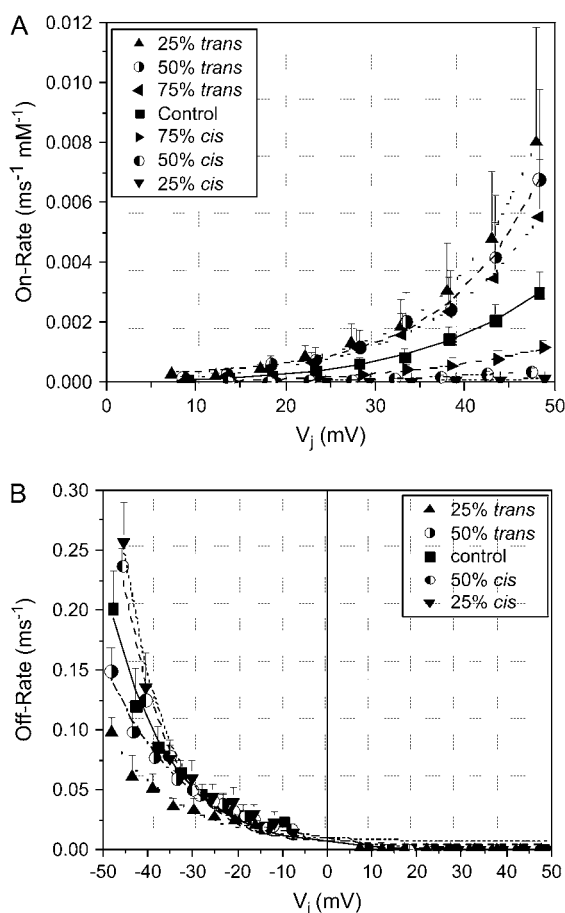 A
0.012
0.010
0.008
0.006
0.004
0.002
0.000
On-Rate (ms⁻¹ mM⁻¹)
25% trans
50% trans
75% trans
Control
75% cis
50% cis
25% cis
0 10 20 30 40 50
Vj (mV)
B
0.30
0.25
0.20
0.15
0.10
0.05
0.00
Off-Rate (ms⁻¹)
25% trans
50% trans
control
50% cis
25% cis
-50 -40 -30 -20 -10 0 10 20 30 40 50
Vj (mV)